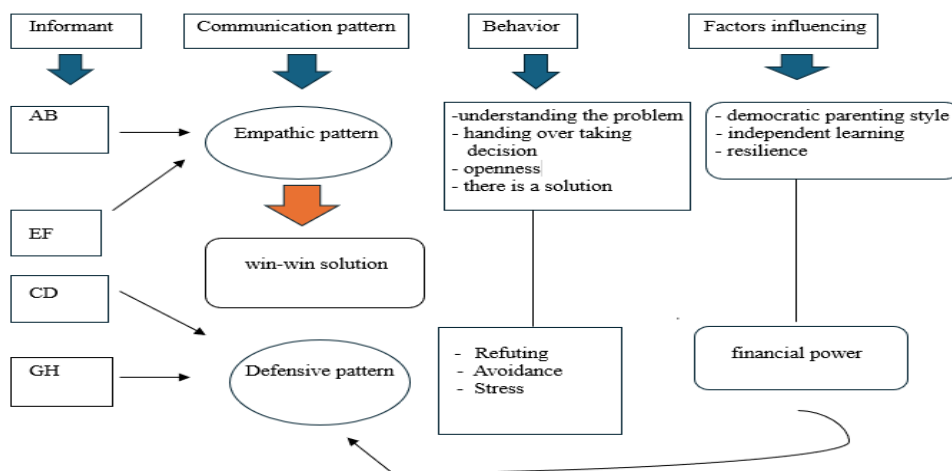 Informant
Communication pattern
Behavior
Factors influencing
AB
EF
CD
GH
Empathic pattern
win-win solution
Defensive pattern
-understanding the problem
- handing over taking
decision
- openness
- there is a solution
- Refuting
- Avoidance
- Stress
- democratic parenting style
- independent learning
- resilience
financial power